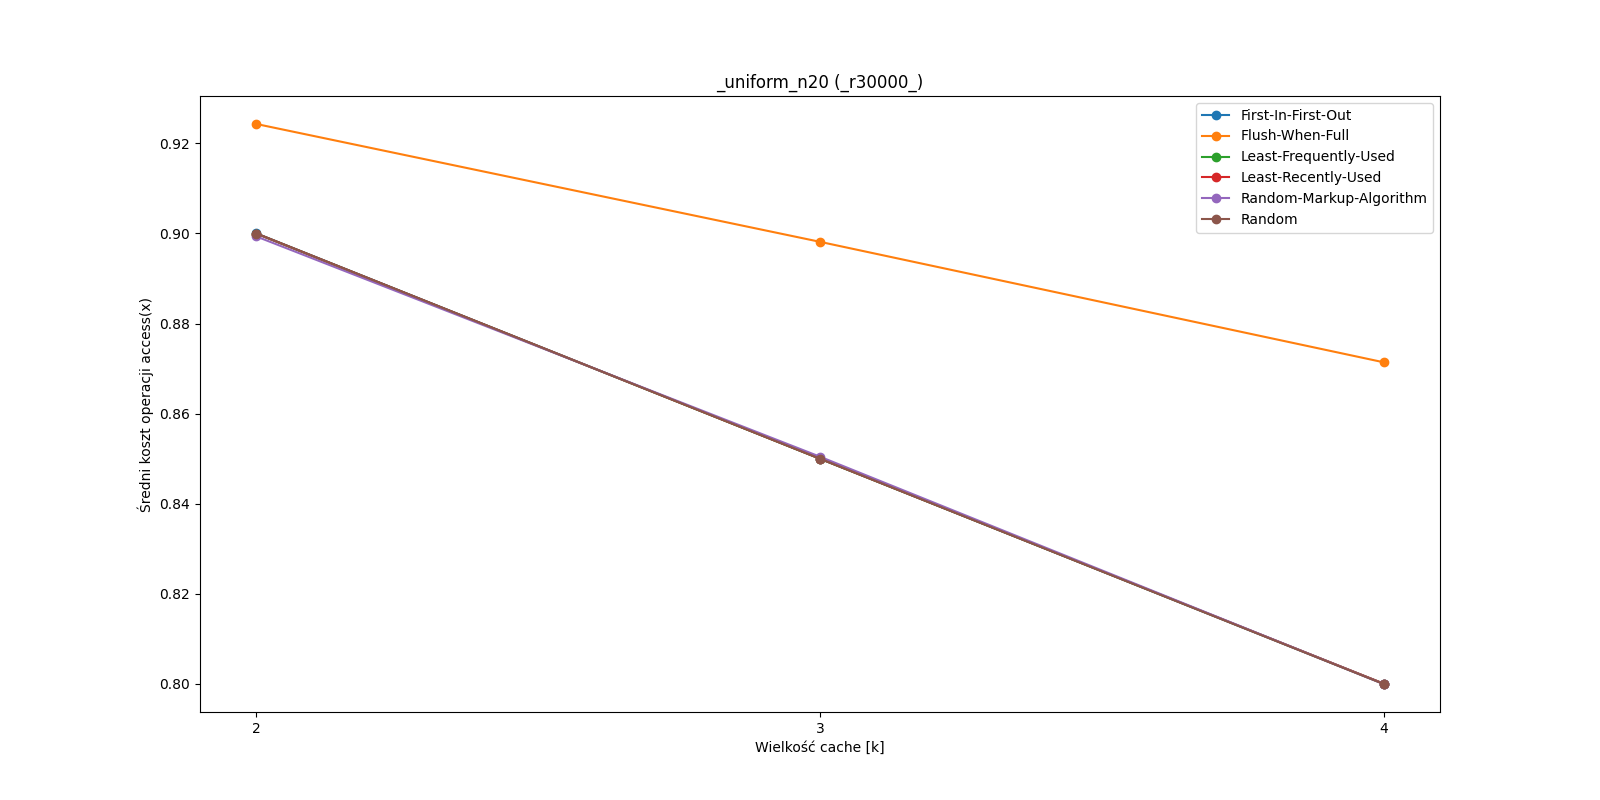 _uniform_n20 (_r30000_)
First-In-First-Out
Flush-When-Full
Least-Frequently-Used
Least-Recently-Used
Random-Markup-Algorithm
Random
Średni koszt operacji access(x)
0.92
0.90
0.88
0.86
0.84
0.82
0.80
2 3 4
Wielkość cache [k]